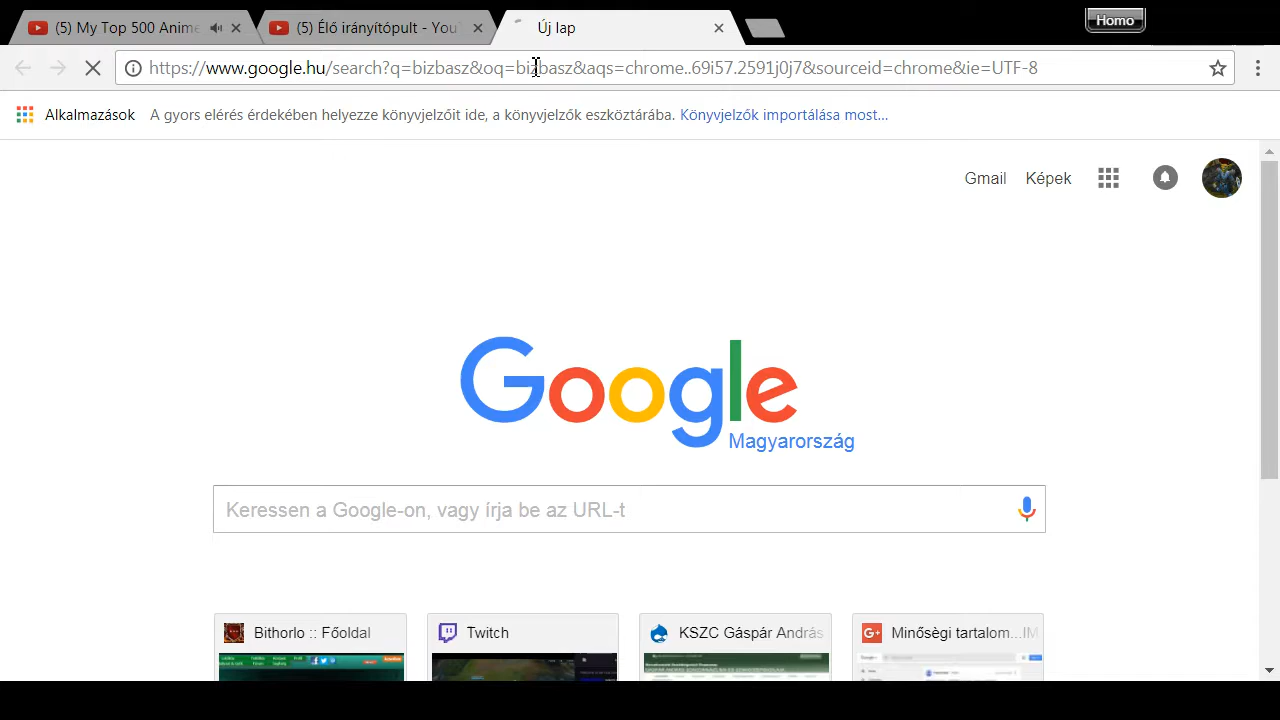 (5) My Top 500 Anime
(5) Élő irányítópult - You
Új lap
Homo
https://www.google.hu/search?q=bizbasz&oq=bizbasz&aqs=chrome..69i57.2591j0j7&sourceid=chrome&ie=UTF-8
Alkalmazások
A gyors elérés érdekében helyezze könyvjelzőit ide, a könyvjelzők eszköztárába. Könyvjelzők importálása most...
Gmail
Képek
Google
Magyarország
Keressen a Google-on, vagy írja be az URL-t
Bithorlo :: Főoldal
Twitch
KSZC Gáspár András
Minőségi tartalom...IM